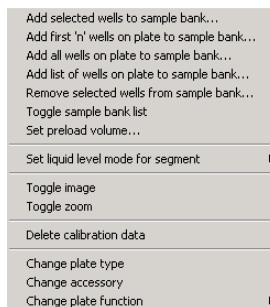 Add selected wells to sample bank...
Add first 'n' wells on plate to sample bank...
Add all wells on plate to sample bank...
Add list of wells on plate to sample bank...
Remove selected wells from sample bank...
Toggle sample bank list
Set preload volume...
Set liquid level mode for segment
Toggle image
Toggle zoom
Delete calibration data
Change plate type
Change accessory
Change plate function